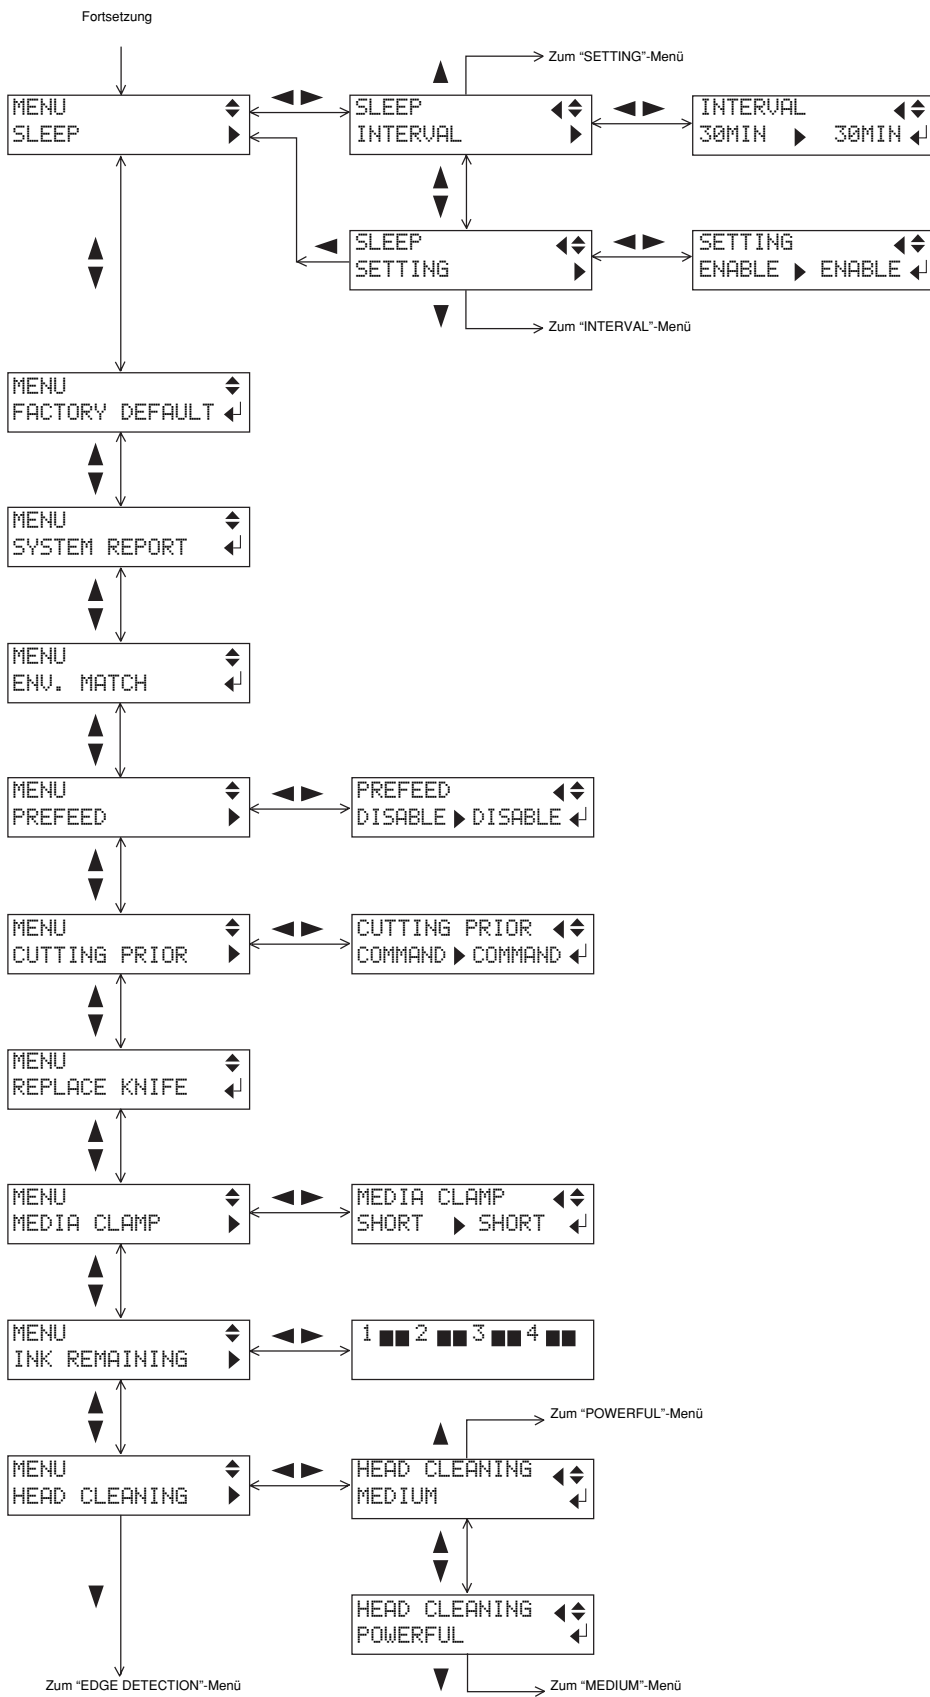 Fortsetzung
Zum “SETTING”-Menü
MENU
SLEEP
SLEEP
INTERVAL
INTERVAL
30MIN 30MIN
SLEEP
SETTING
SETTING
ENABLE ENABLE
Zum “INTERVAL”-Menü
MENU
FACTORY DEFAULT
MENU
SYSTEM REPORT
MENU
ENV. MATCH
MENU
PREFEED
PREFEED
DISABLE DISABLE
MENU
CUTTING PRIOR
CUTTING PRIOR
COMMAND COMMAND
MENU
REPLACE KNIFE
MENU
MEDIA CLAMP
MEDIA CLAMP
SHORT SHORT
MENU
INK REMAINING
1 2 3 4
Zum “POWERFUL”-Menü
MENU
HEAD CLEANING
HEAD CLEANING
MEDIUM
HEAD CLEANING
POWERFUL
Zum “EDGE DETECTION”-Menü
Zum “MEDIUM”-Menü